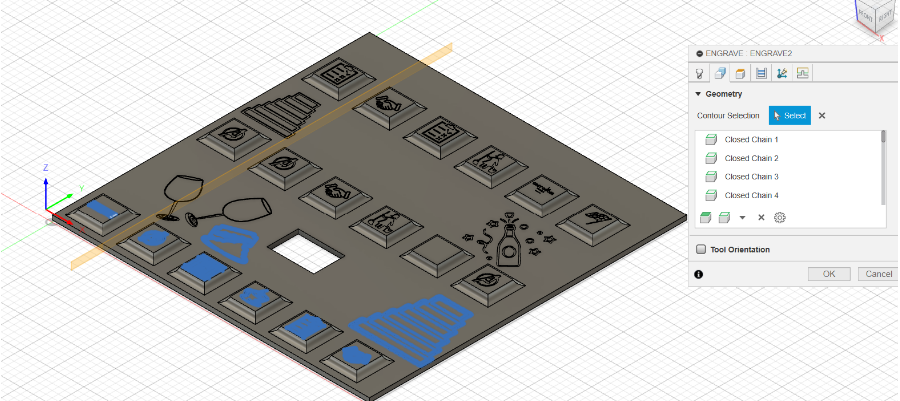 FRONT RIGHT
X
ENGRAVE : ENGRAVE2
Geometry
Contour Selection Select
Closed Chain 1
Closed Chain 2
Closed Chain 3
Closed Chain 4
Tool Orientation
OK Cancel
Z
Y